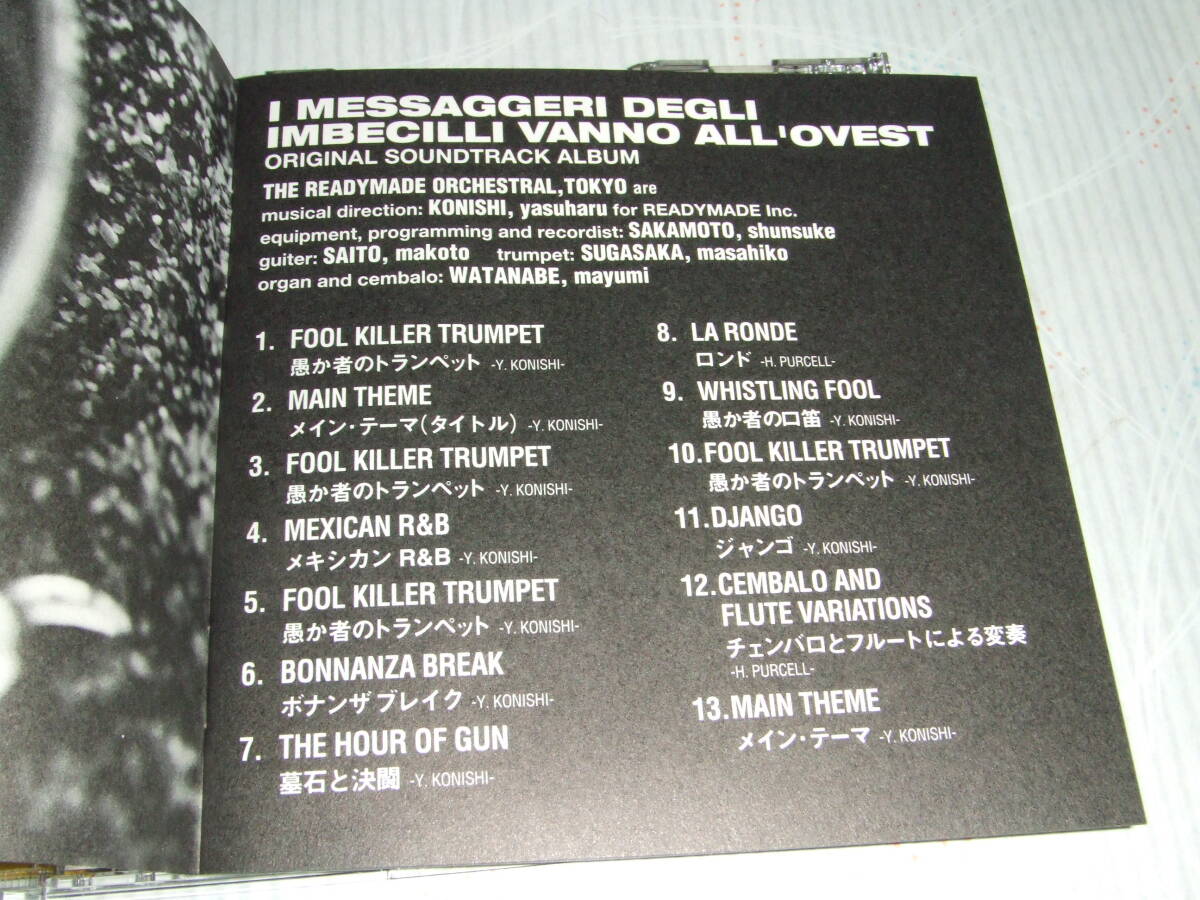 I MESSAGGERI DEGLI
IMBECILLI VANNO ALL'OVEST
ORIGINAL SOUNDTRACK ALBUM
THE READYMADE ORCHESTRAL,TOKYO are
musical direction: KONISHI, yasuharu for READYMADE Inc.
equipment, programming and recordist: SAKAMOTO, shunsuke
guiter: SAITO, makoto trumpet: SUGASAKA, masahiko
organ and cembalo: WATANABE, mayumi
1. FOOL KILLER TRUMPET
愚か者のトランペット -Y. KONISHI-
2. MAIN THEME
メイン・テーマ(タイトル) -Y. KONISHI-
3. FOOL KILLER TRUMPET
愚か者のトランペット -Y. KONISHI-
4. MEXICAN R&B
メキシカン R&B -Y. KONISHI-
5. FOOL KILLER TRUMPET
愚か者のトランペット -Y. KONISHI-
6. BONNANZA BREAK
ボナンザ ブレイク -Y. KONISHI-
7. THE HOUR OF GUN
墓石と決闘 -Y. KONISHI-
8. LA RONDE
ロンド -H. PURCELL-
9. WHISTLING FOOL
愚か者の口笛 -Y. KONISHI-
10.FOOL KILLER TRUMPET
愚か者のトランペット -Y. KONISHI-
11.DJANGO
ジャンゴ -Y. KONISHI-
12.CEMBALO AND
FLUTE VARIATIONS
チェンバロとフルートによる変奏
-H. PURCELL-
13.MAIN THEME
メイン・テーマ -Y. KONISHI-